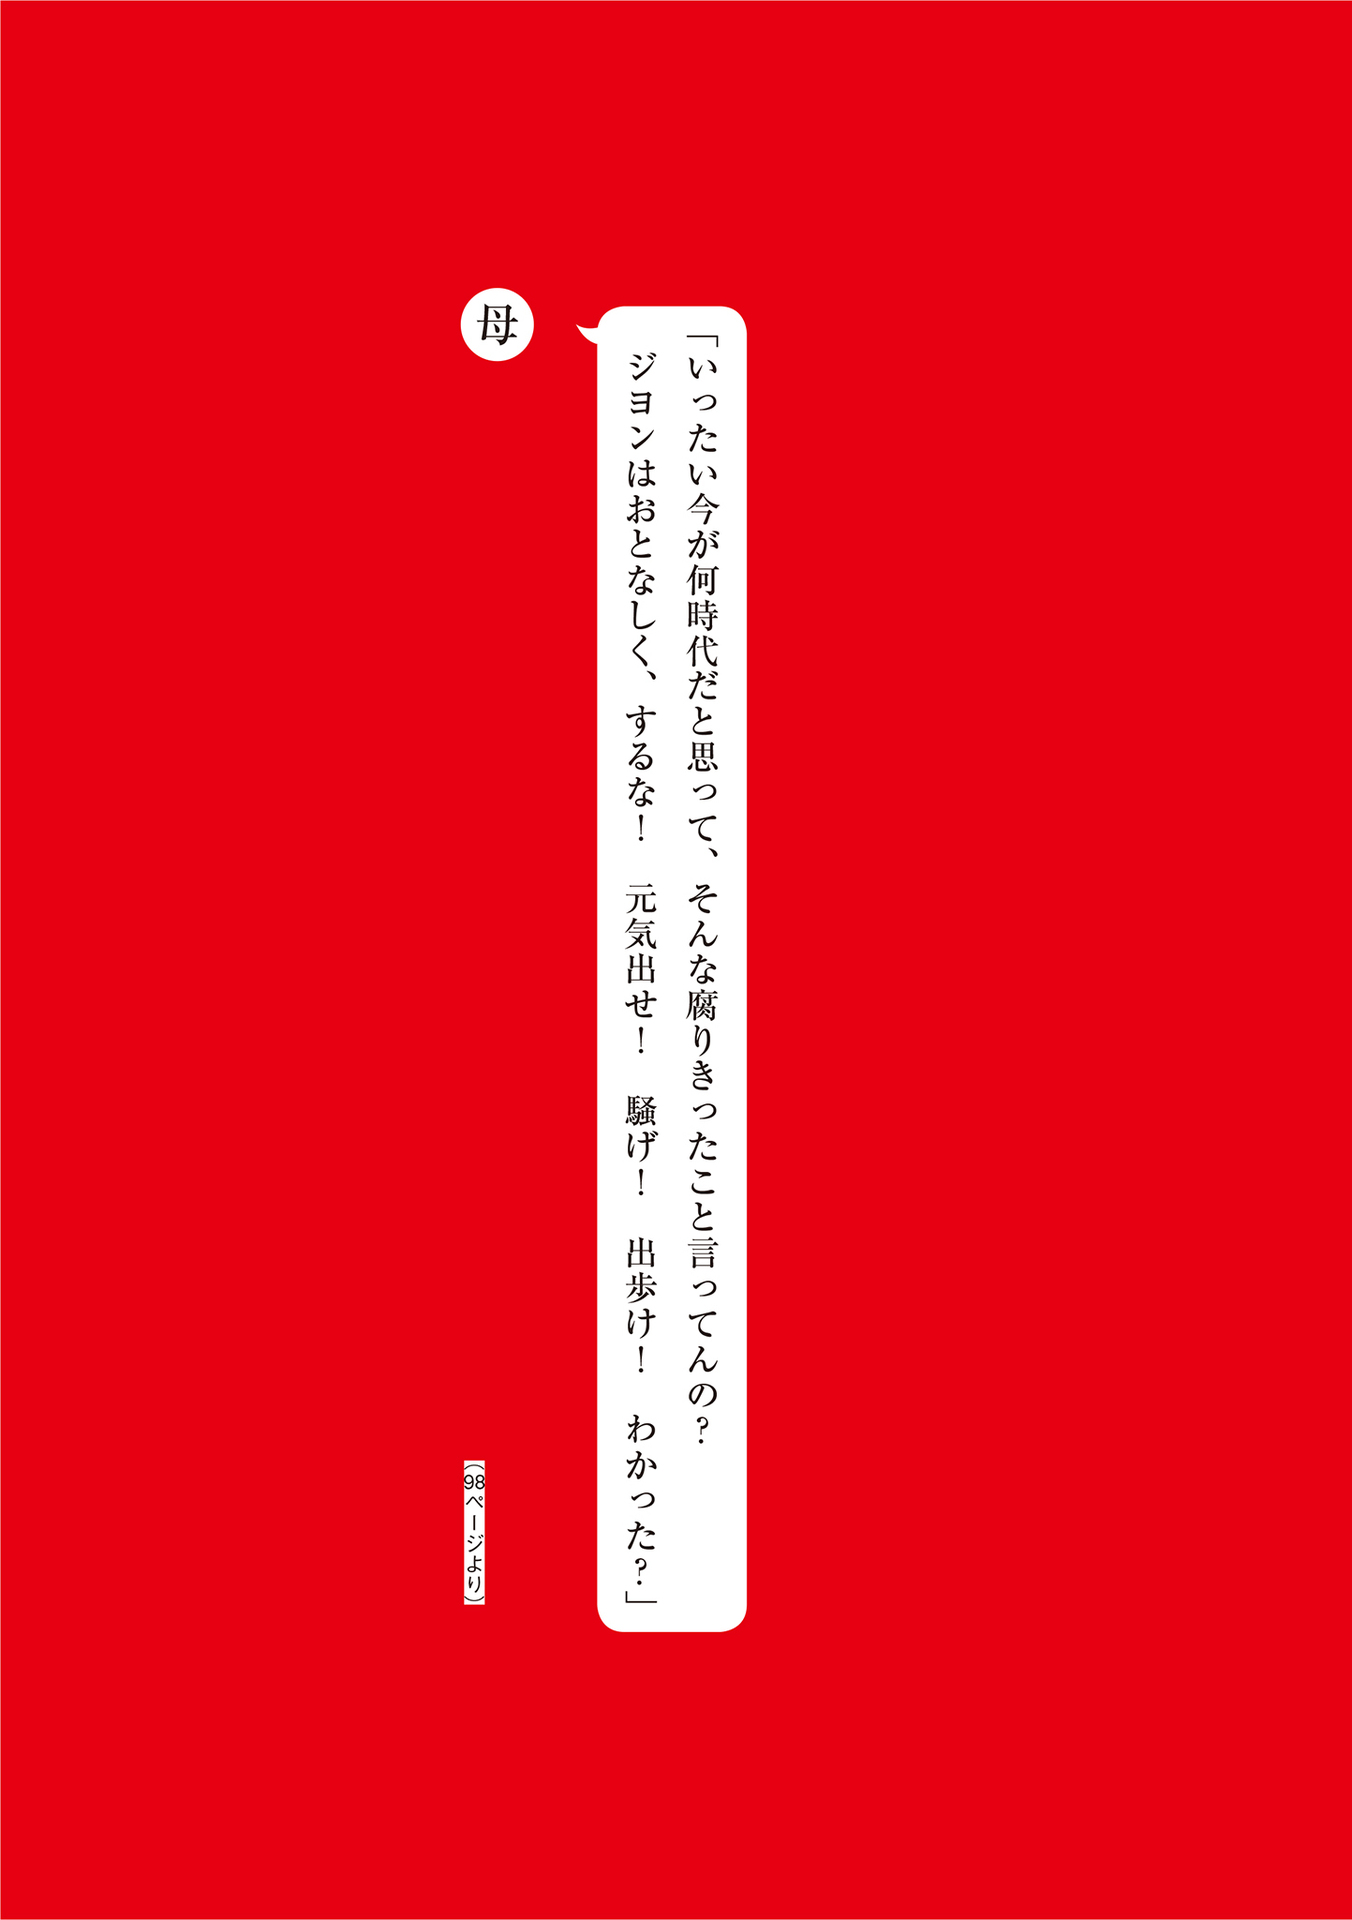 「いったい今が何時代だと思って、そんな腐りきったこと言ってんの？
ジヨンはおとなしく、するな！　元気出せ！　騒げ！　出歩け！　わかった？」
母
（98ページより）